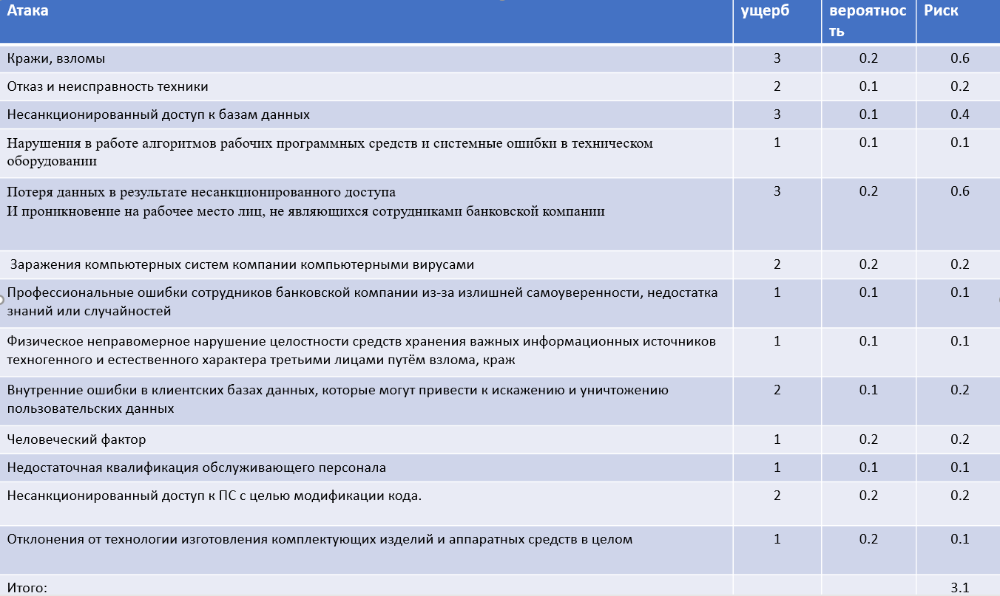 Атака ущерб вероятнос Риск
ть
Кражи, взломы 3 0.2 0.6
Отказ и неисправность техники 2 0.1 0.2
Несанкционированный доступ к базам данных 3 0.1 0.4
Нарушения в работе алгоритмов рабочих программных средств и системные ошибки в техническом 1 0.1 0.1
оборудовании
Потеря данных в результате несанкционированного доступа 3 0.2 0.6
И проникновение на рабочее место лиц, не являющихся сотрудниками банковской компании
Заражения компьютерных систем компании компьютерными вирусами 2 0.2 0.2
Профессиональные ошибки сотрудников банковской компании из-за излишней самоуверенности, недостатка 1 0.1 0.1
знаний или случайностей
Физическое неправомерное нарушение целостности средств хранения важных информационных источников 1 0.1 0.1
техногенного и естественного характера третьими лицами путём взлома, краж
Внутренние ошибки в клиентских базах данных, которые могут привести к искажению и уничтожению 2 0.1 0.2
пользовательских данных
Человеческий фактор 1 0.2 0.2
Недостаточная квалификация обслуживающего персонала 1 0.1 0.1
Несанкционированный доступ к ПС с целью модификации кода. 2 0.2 0.2
Отклонения от технологии изготовления комплектующих изделий и аппаратных средств в целом 1 0.2 0.1
Итого: 3.1